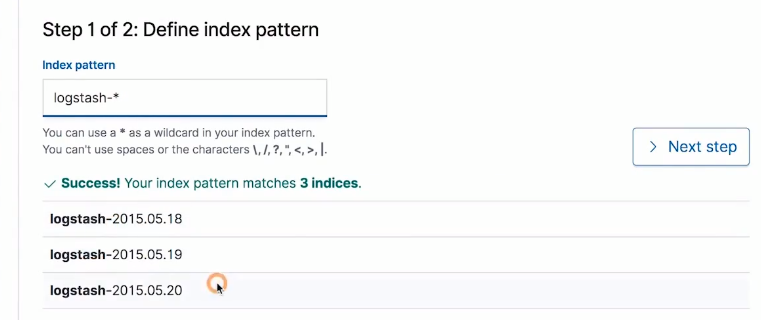 Step 1 of 2: Define index pattern
Index pattern
logstash-*
You can use a * as a wildcard in your index pattern.
You can't use spaces or the characters \, /, ?, ", <, >, |.
Next step
Success! Your index pattern matches 3 indices.
logstash-2015.05.18
logstash-2015.05.19
logstash-2015.05.20